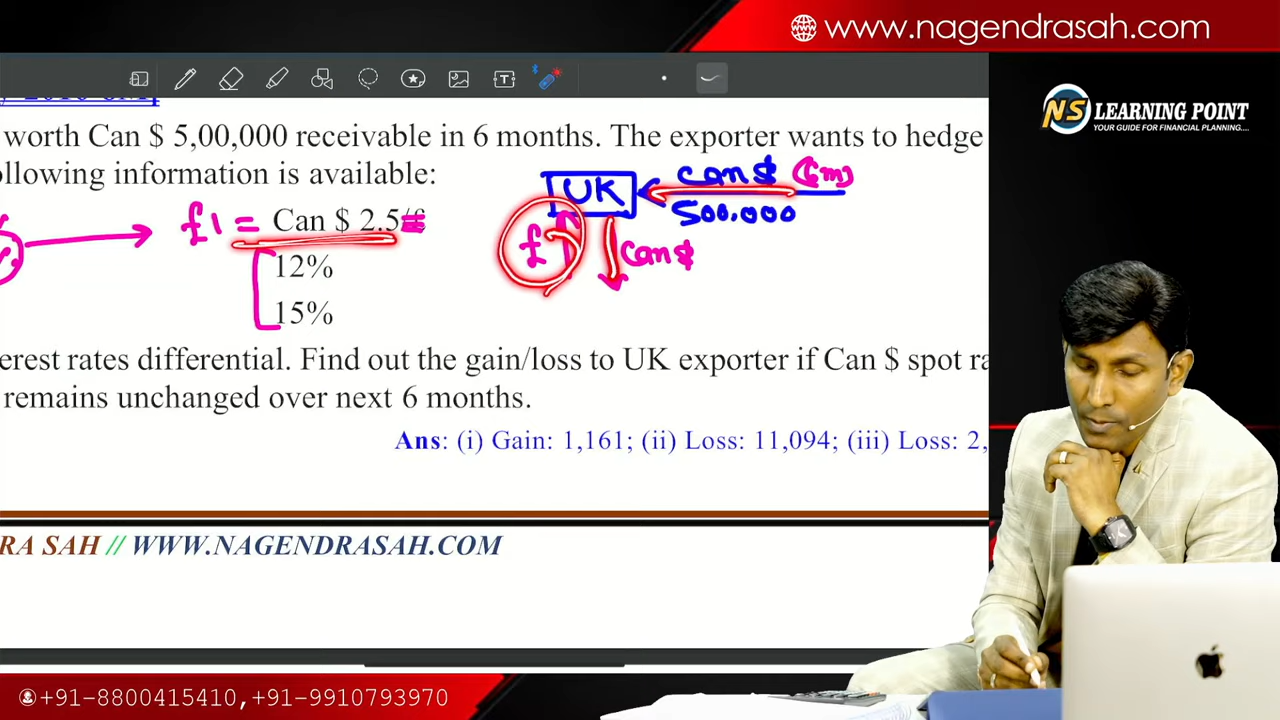 www.nagendrasah.com
NS LEARNING POINT
YOUR GUIDE FOR FINANCIAL PLANNING....
worth Can $ 5,00,000 receivable in 6 months. The exporter wants to hedge
ollowing information is available:
UK
Can $ (6m)
500,000
£1 = Can $ 2.5/£
£
Can $
12%
15%
erest rates differential. Find out the gain/loss to UK exporter if Can $ spot ra
remains unchanged over next 6 months.
Ans: (i) Gain: 1,161; (ii) Loss: 11,094; (iii) Loss: 2,
RA SAH // WWW.NAGENDRASAH.COM
+91-8800415410,+91-9910793970